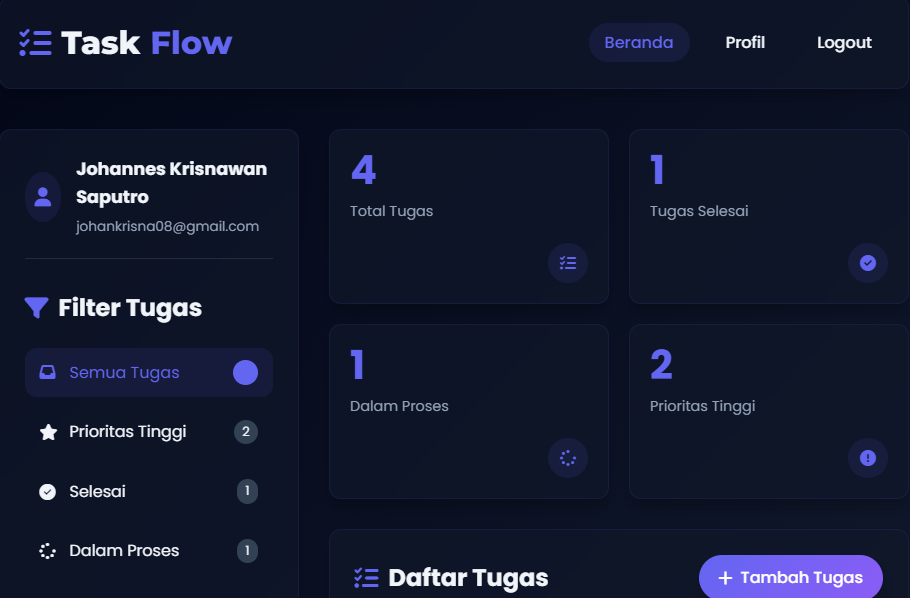 Task Flow
Beranda
Profil
Logout
Johannes Krisnawan
Saputro
johankrisna08@gmail.com
Filter Tugas
Semua Tugas
Prioritas Tinggi
2
Selesai
1
Dalam Proses
1
4
Total Tugas
1
Tugas Selesai
1
Dalam Proses
2
Prioritas Tinggi
Daftar Tugas
+ Tambah Tugas